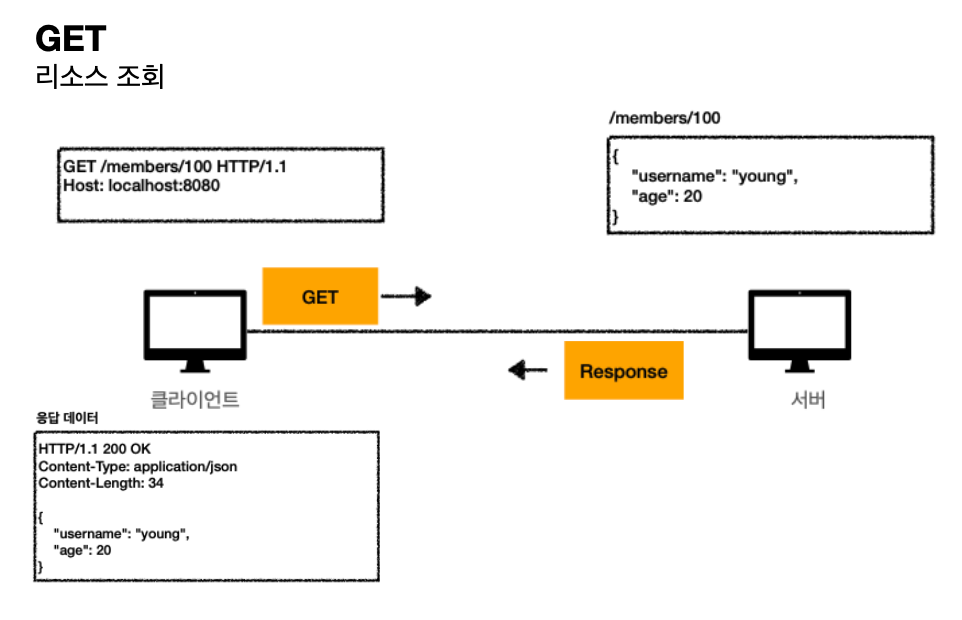 GET
리소스 조회
/members/100
GET /members/100 HTTP/1.1
Host: localhost:8080
{
"username": "young",
"age": 20
}
GET
Response
클라이언트
서버
응답 데이터
HTTP/1.1 200 OK
Content-Type: application/json
Content-Length: 34
{
"username": "young",
"age": 20
}